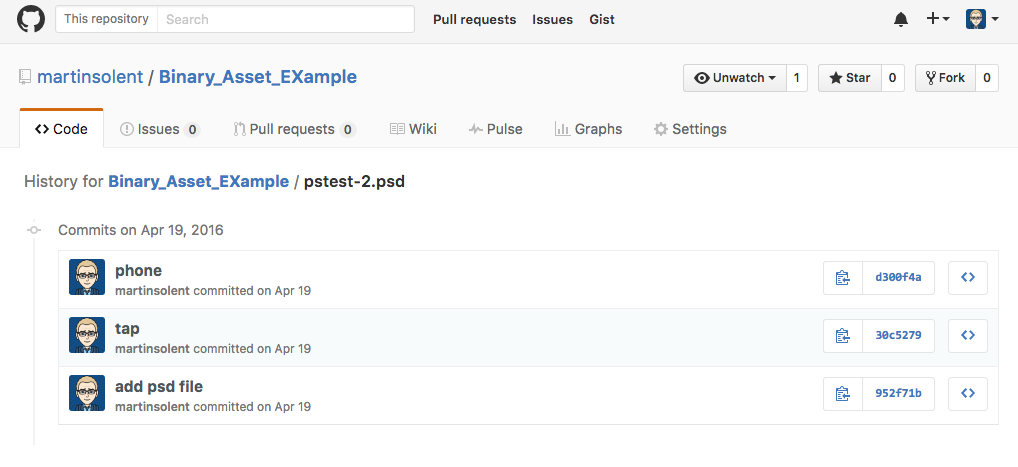 This repository Search Pull requests Issues Gist
martinsolent / Binary_Asset_EXample Unwatch 1 Star 0 Fork 0
Code Issues 0 Pull requests 0 Wiki Pulse Graphs Settings
History for Binary_Asset_EXample / pstest-2.psd
Commits on Apr 19, 2016
phone
martinsolent committed on Apr 19
d300f4a
tap
martinsolent committed on Apr 19
30c5279
add psd file
martinsolent committed on Apr 19
952f71b